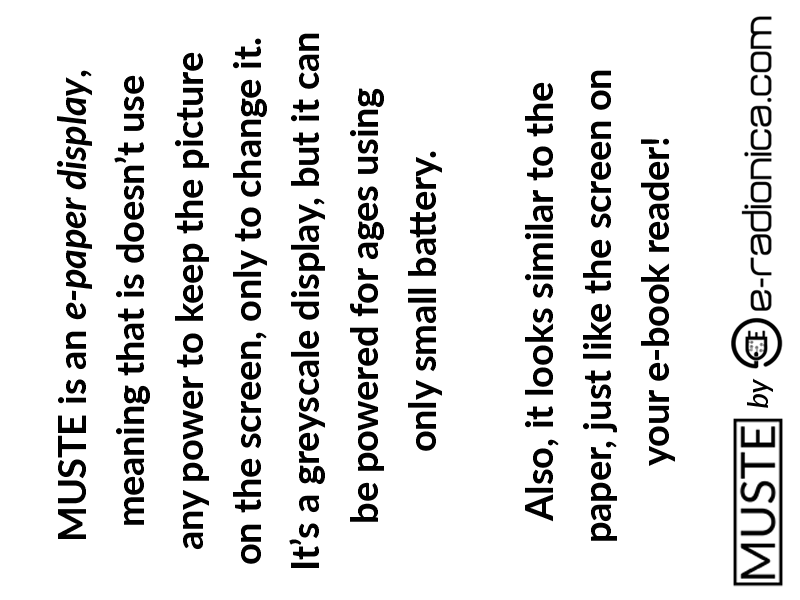 MUSTE is an e-paper display,
meaning that is doesn't use
any power to keep the picture
on the screen, only to change it.
It's a greyscale display, but it can
be powered for ages using
only small battery.
Also, it looks similar to the
paper, just like the screen on
your e-book reader!
MUSTE by e-radionica.com